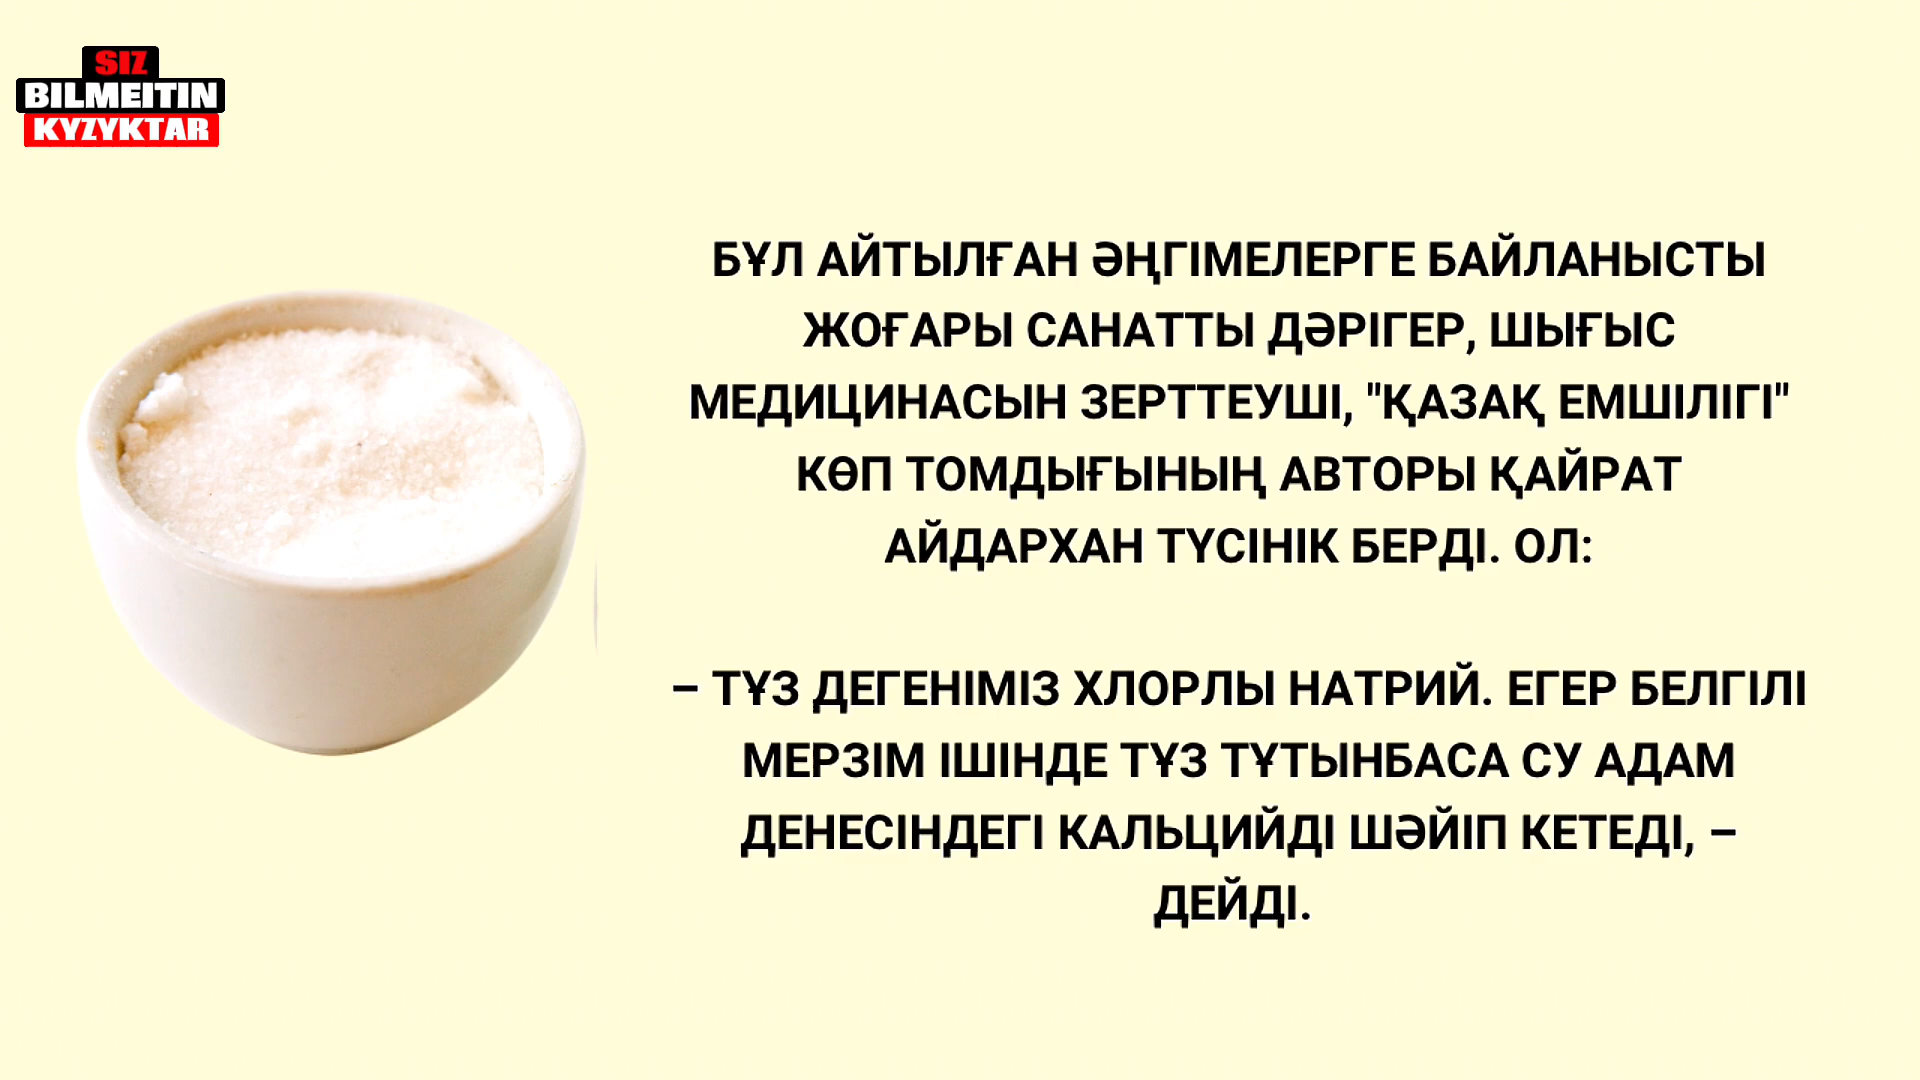 SIZ
BILMEITIN
KYZYKTAR
БҰЛ АЙТЫЛҒАН ӘҢГІМЕЛЕРГЕ БАЙЛАНЫСТЫ
ЖОҒАРЫ САНАТТЫ ДӘРІГЕР, ШЫҒЫС
МЕДИЦИНАСЫН ЗЕРТТЕУШІ, "ҚАЗАҚ ЕМШІЛІГІ"
КӨП ТОМДЫҒЫНЫҢ АВТОРЫ ҚАЙРАТ
АЙДАРХАН ТҮСІНІК БЕРДІ. ОЛ:
– ТҰЗ ДЕГЕНІМІЗ ХЛОРЛЫ НАТРИЙ. ЕГЕР БЕЛГІЛІ
МЕРЗІМ ІШІНДЕ ТҰЗ ТҰТЫНБАСА СУ АДАМ
ДЕНЕСІНДЕГІ КАЛЬЦИЙДІ ШӘЙІП КЕТЕДІ, –
ДЕЙДІ.